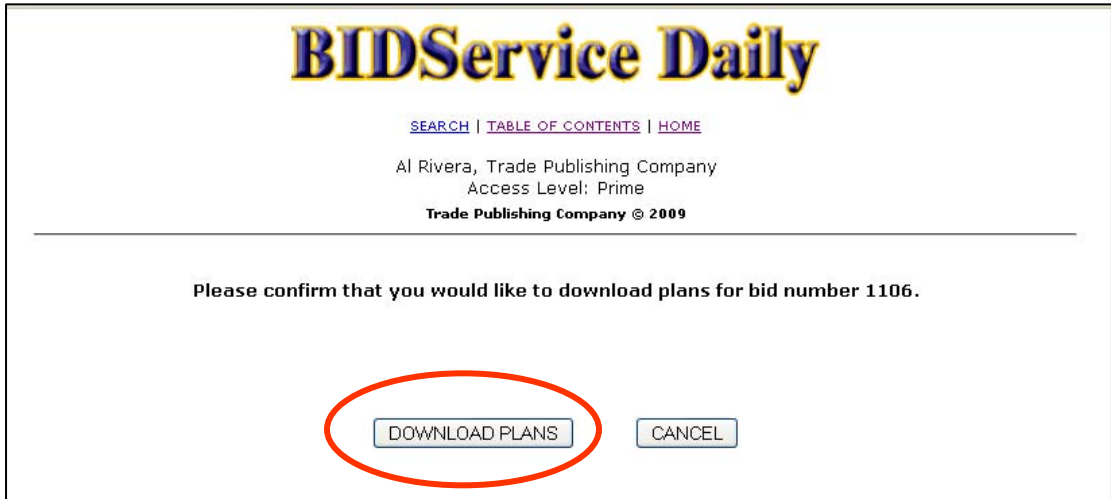 BIDService Daily
SEARCH | TABLE OF CONTENTS | HOME
Al Rivera, Trade Publishing Company
Access Level: Prime
Trade Publishing Company © 2009
Please confirm that you would like to download plans for bid number 1106.
DOWNLOAD PLANS CANCEL